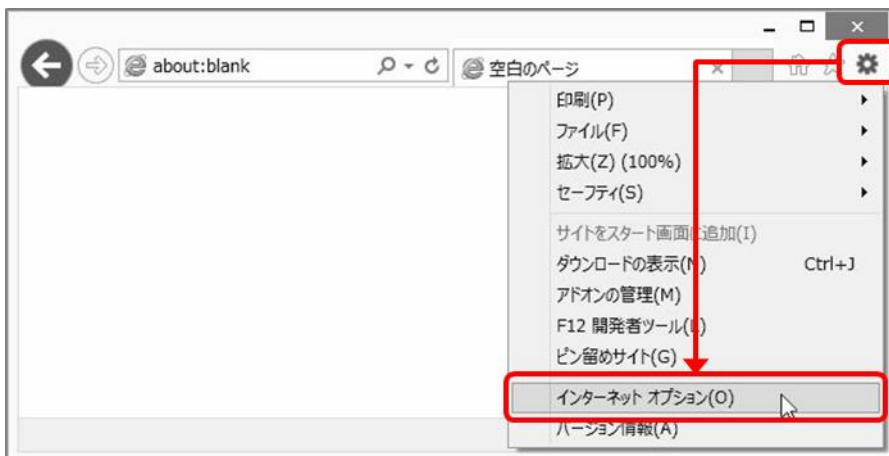 about:blank
空白のページ
印刷(P)
ファイル(F)
拡大(Z) (100%)
セーフティ(S)
サイトをスタート画面に追加(I)
ダウンロードの表示(N) Ctrl+J
アドオンの管理(M)
F12 開発者ツール(L)
ピン留めサイト(G)
インターネット オプション(O)
バージョン情報(A)